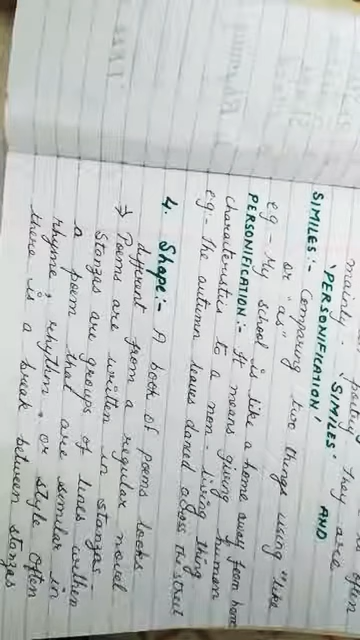 mainly. They are
'SIMILES' AND
'PERSONIFICATION'
SIMILES:- Comparing two things using "like
or "as"
eg - My school is like a home away from home
PERSONIFICATION:- It means giving human
characteristics to a non-living thing
eg:- The autumn leaves danced across the street
4. Shape:- A book of poems looks
different from a regular novel
→ Poems are written in stanzas.
Stanzas are groups of lines written
a poem that are similar in
rhyme, rhythm, or style often
there is a break between stanzas